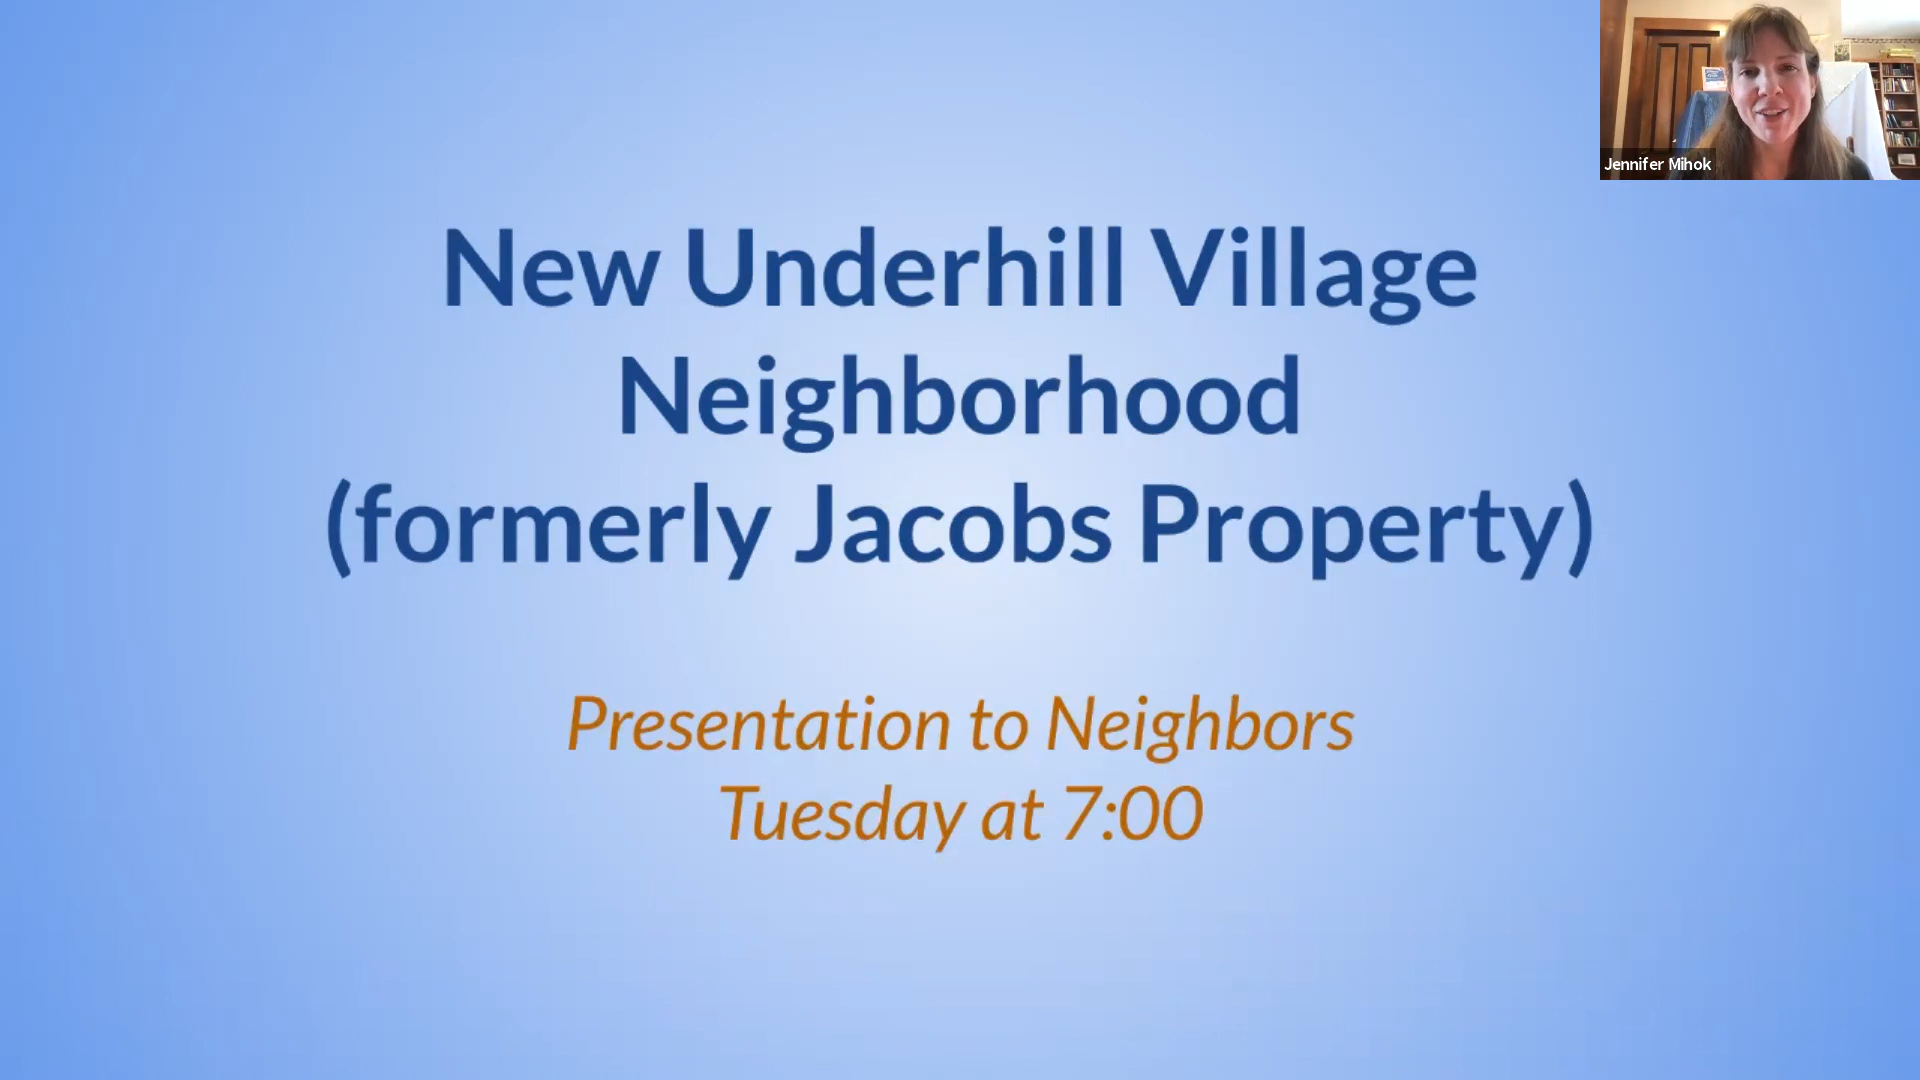 Jennifer Mihok
New Underhill Village
Neighborhood
(formerly Jacobs Property)
Presentation to Neighbors
Tuesday at 7:00